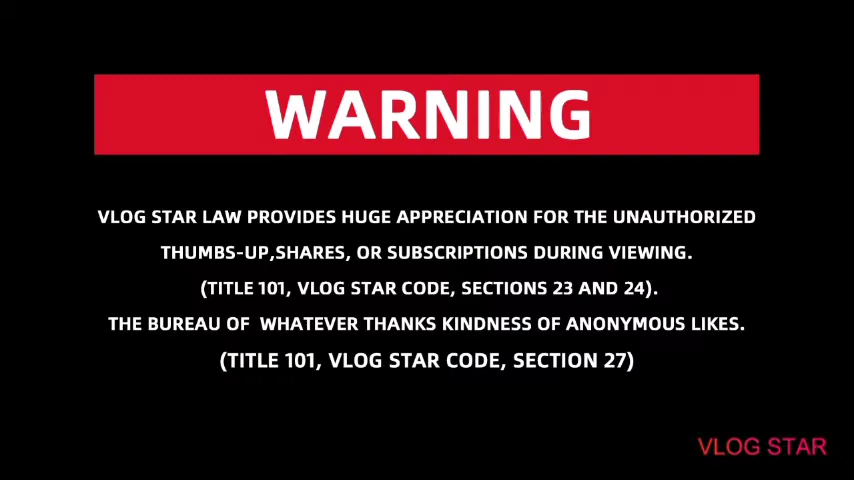 WARNING
VLOG STAR LAW PROVIDES HUGE APPRECIATION FOR THE UNAUTHORIZED
THUMBS-UP,SHARES, OR SUBSCRIPTIONS DURING VIEWING.
(TITLE 101, VLOG STAR CODE, SECTIONS 23 AND 24).
THE BUREAU OF  WHATEVER THANKS KINDNESS OF ANONYMOUS LIKES.
(TITLE 101, VLOG STAR CODE, SECTION 27)
VLOG STAR